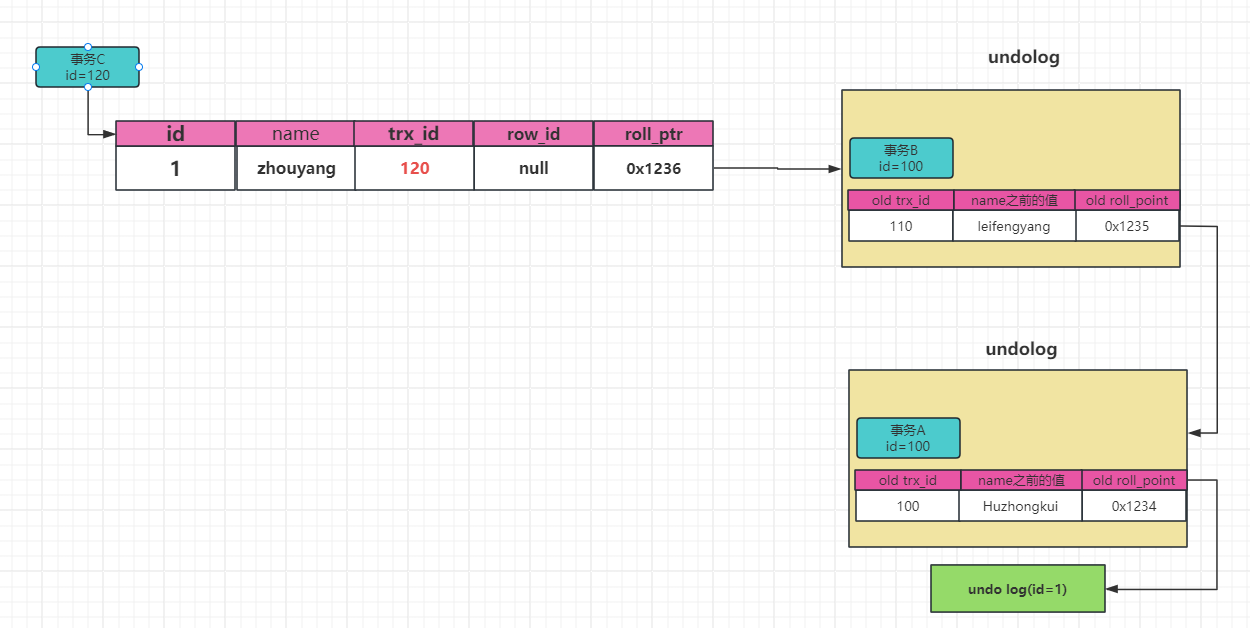 事务C
id=120
id name trx_id row_id roll_ptr
1 zhouyang 120 null 0x1236
undolog
事务B
id=100
old trx_id name之前的值 old roll_point
110 leifengyang 0x1235
undolog
事务A
id=100
old trx_id name之前的值 old roll_point
100 Huzhongkui 0x1234
undo log(id=1)